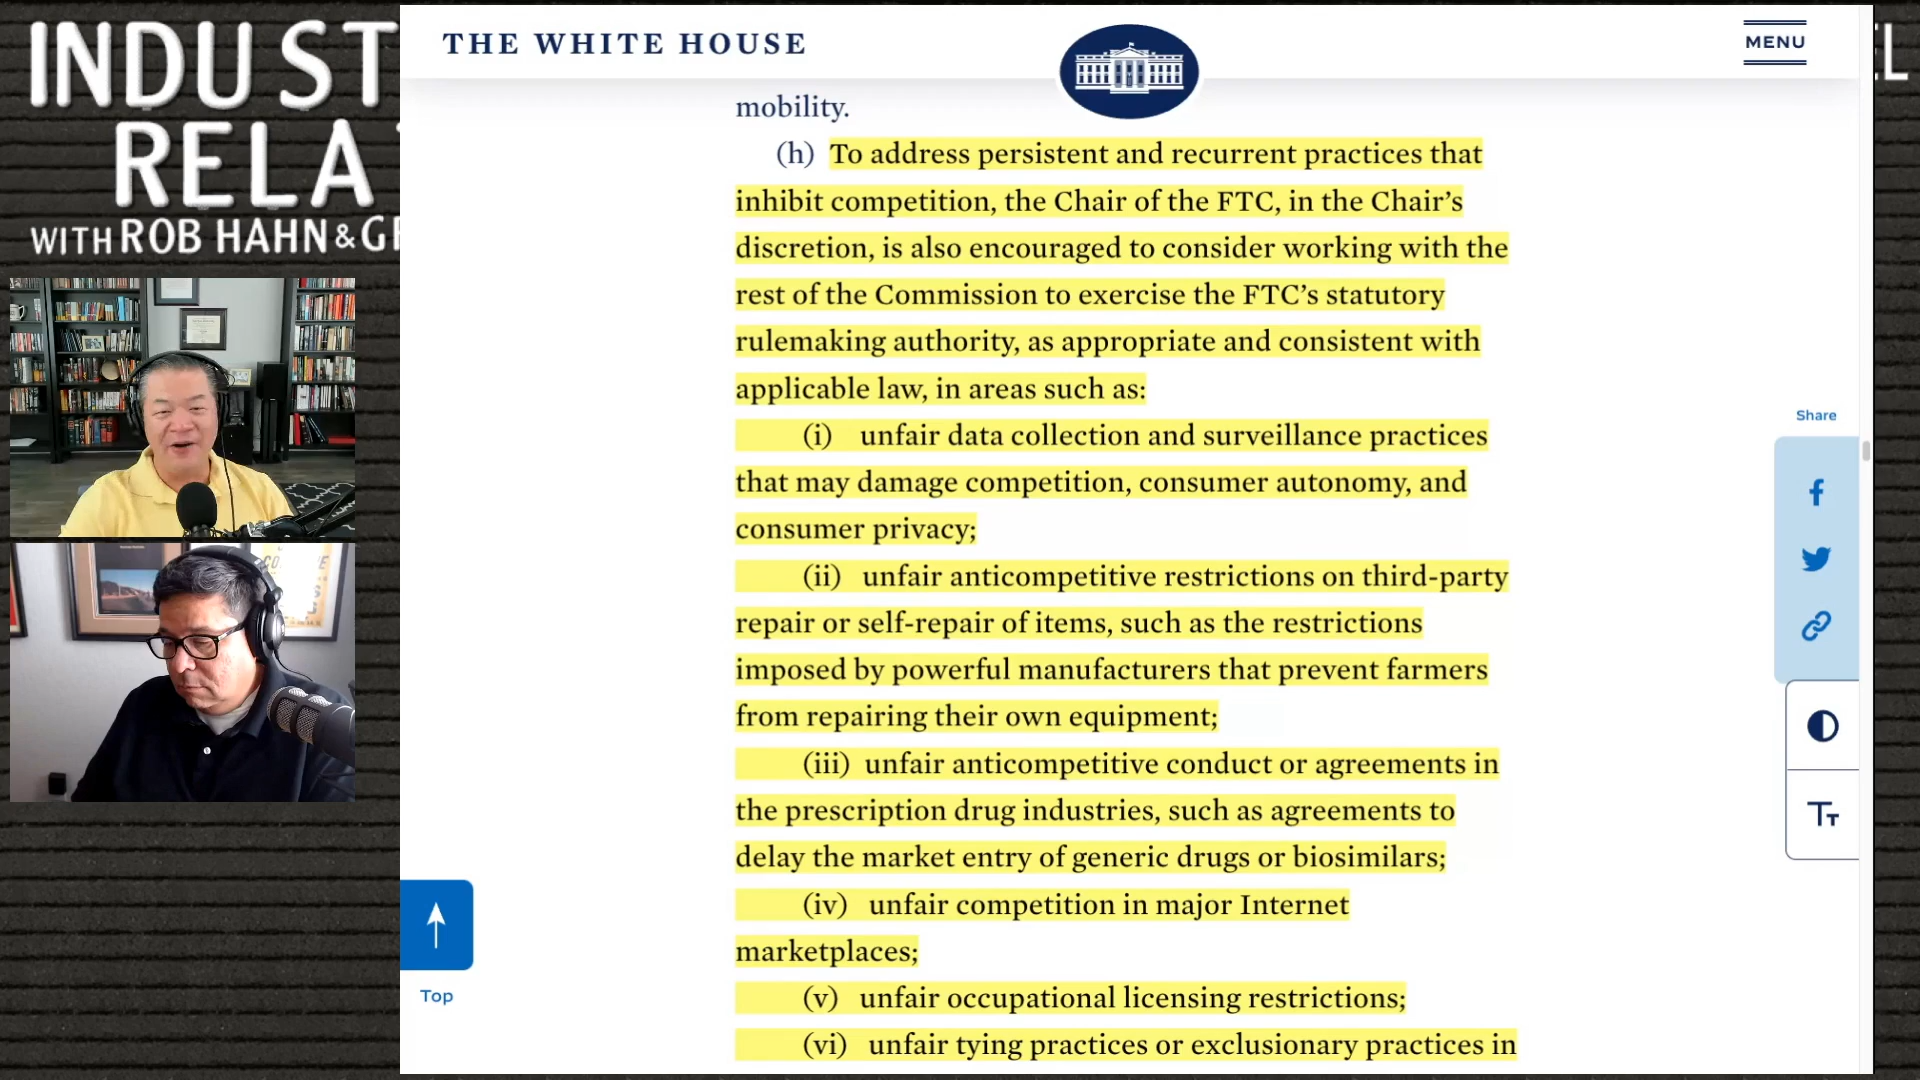 INDUST
RELA
WITH ROB HAHN & G
THE WHITE HOUSE
MENU
mobility.
(h) To address persistent and recurrent practices that
inhibit competition, the Chair of the FTC, in the Chair’s
discretion, is also encouraged to consider working with the
rest of the Commission to exercise the FTC’s statutory
rulemaking authority, as appropriate and consistent with
applicable law, in areas such as:
(i) unfair data collection and surveillance practices
that may damage competition, consumer autonomy, and
consumer privacy;
(ii) unfair anticompetitive restrictions on third-party
repair or self-repair of items, such as the restrictions
imposed by powerful manufacturers that prevent farmers
from repairing their own equipment;
(iii) unfair anticompetitive conduct or agreements in
the prescription drug industries, such as agreements to
delay the market entry of generic drugs or biosimilars;
(iv) unfair competition in major Internet
marketplaces;
(v) unfair occupational licensing restrictions;
(vi) unfair tying practices or exclusionary practices in
Share
Tт
Top